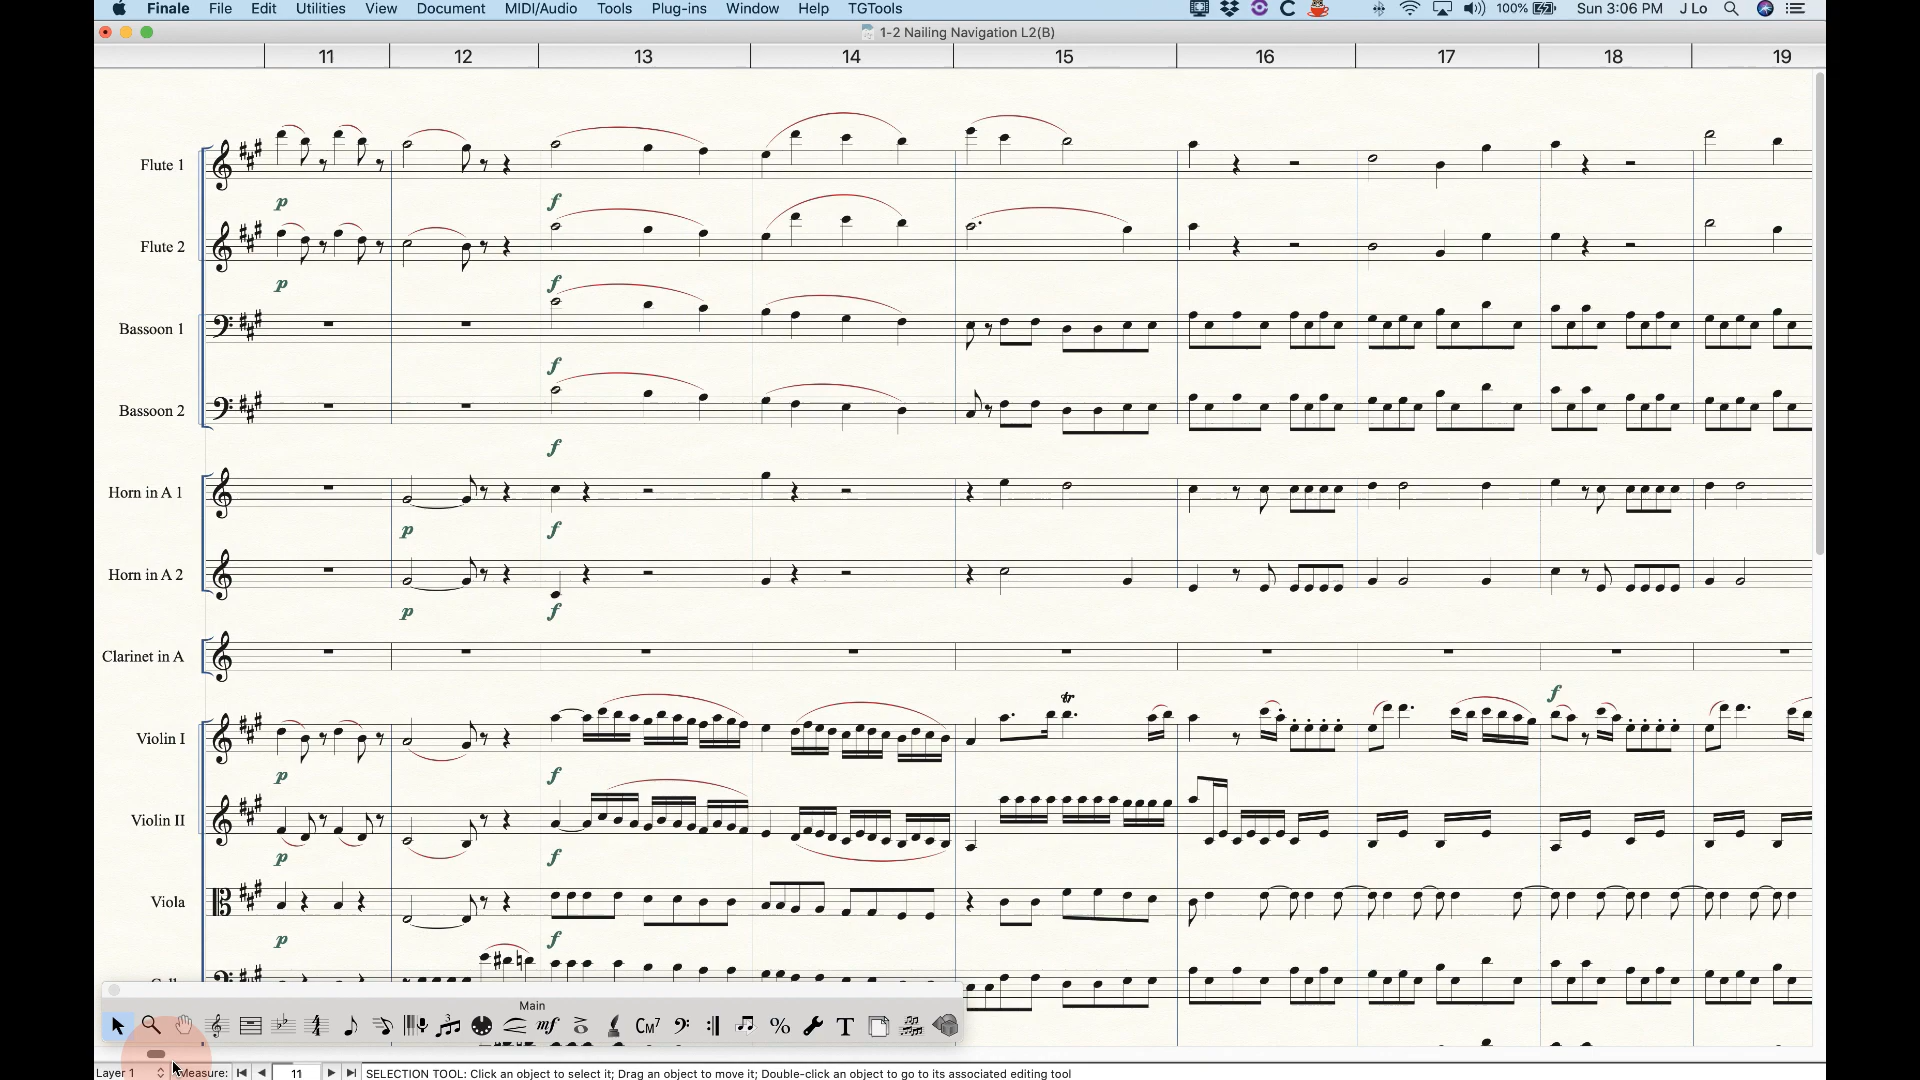 Finale File Edit Utilities View Document MIDI/Audio Tools Plug-ins Window Help TGTools 100% Sun 3:06 PM J Lo
1-2 Nailing Navigation L2(B)
11 12 13 14 15 16 17 18 19
Flute 1
p f
Flute 2
p f
Bassoon 1
f
Bassoon 2
f
Horn in A 1
p f
Horn in A 2
p f
Clarinet in A
f
tr
Violin I
p f
Violin II
p f
Viola
p f
Main
mf CM7 % T
Layer 1 Measure: 11 SELECTION TOOL: Click an object to select it; Drag an object to move it; Double-click an object to go to its associated editing tool